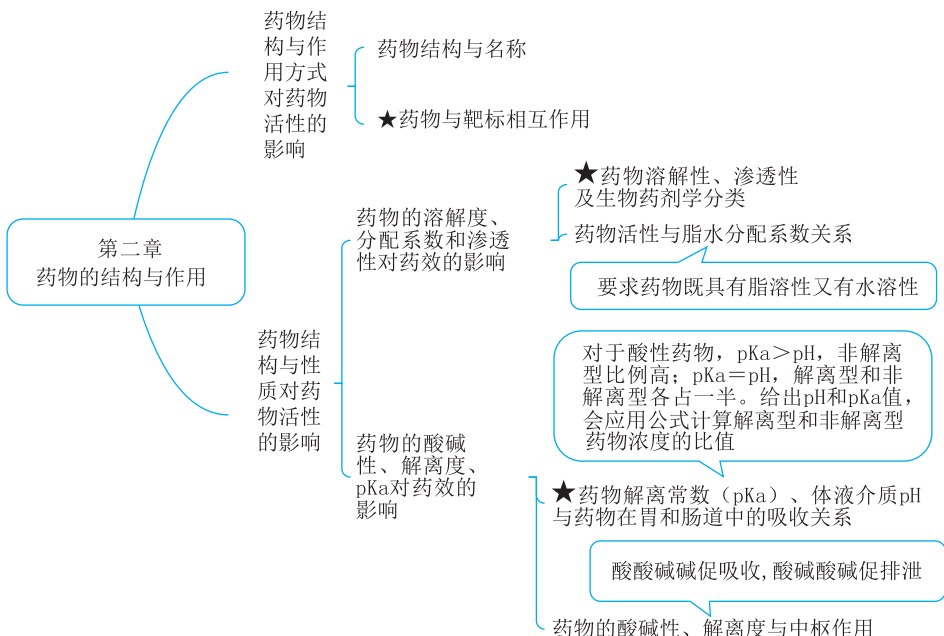 药物结
构与作
用方式
对药物
活性的
影响
药物结构与名称
★药物与靶标相互作用
第二章
药物的结构与作用
药物结
构与性
质对药
物活性
的影响
药物的溶解度、
分配系数和渗透
性对药效的影响
★药物溶解性、渗透性
及生物药剂学分类
药物活性与脂水分配系数关系
要求药物既具有脂溶性又有水溶性
药物的酸碱
性、解离度、
pKa对药效的
影响
对于酸性药物，pKa＞pH，非解离
型比例高；pKa＝pH，解离型和非
解离型各占一半。给出pH和pKa值，
会应用公式计算解离型和非解离型
药物浓度的比值
★药物解离常数（pKa）、体液介质pH
与药物在胃和肠道中的吸收关系
酸酸碱碱促吸收,酸碱酸碱促排泄
药物的酸碱性、解离度与中枢作用